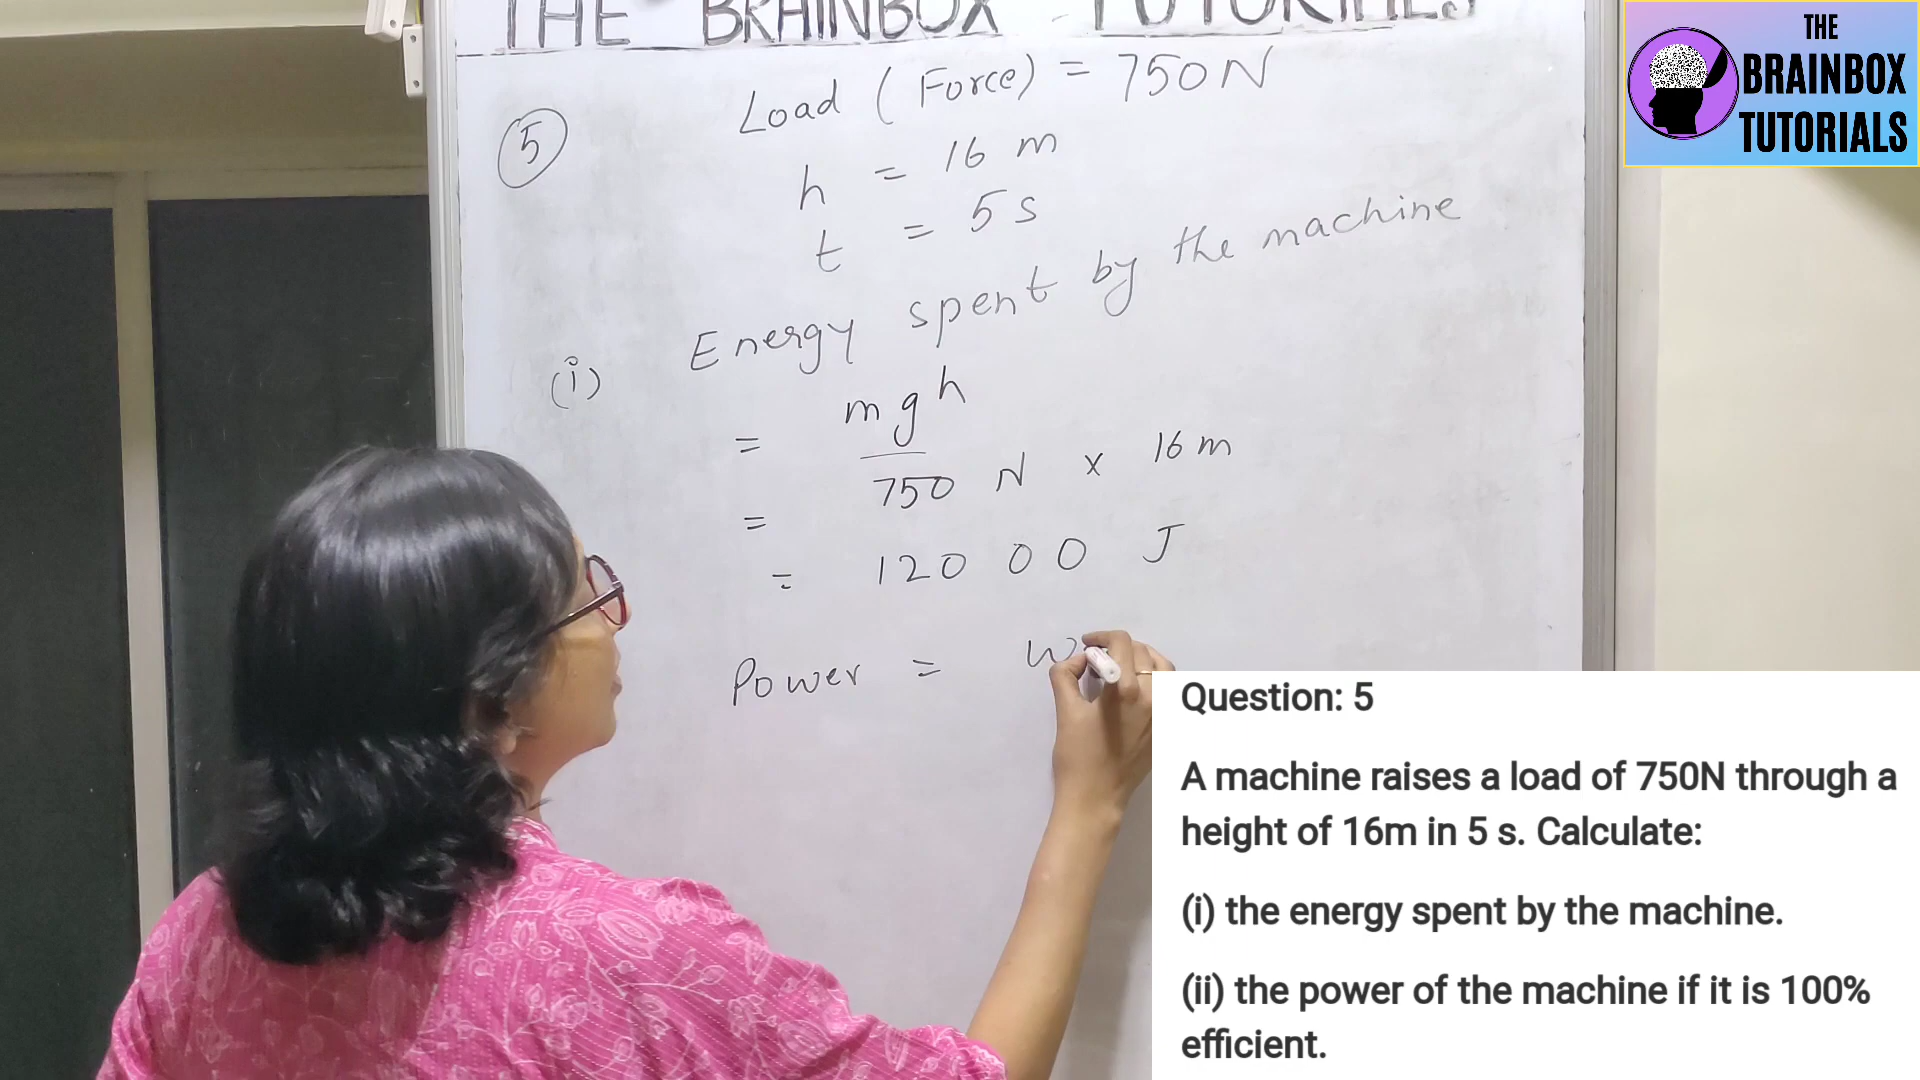 THE BRAINBOX TUTORIALS
THE
BRAINBOX
TUTORIALS
5
Load (Force) = 750 N
h = 16 m
t = 5 s
(i) Energy spent by the machine
= mgh
= 750 N x 16 m
= 12000 J
Power = W
Question: 5
A machine raises a load of 750N through a
height of 16m in 5 s. Calculate:
(i) the energy spent by the machine.
(ii) the power of the machine if it is 100%
efficient.